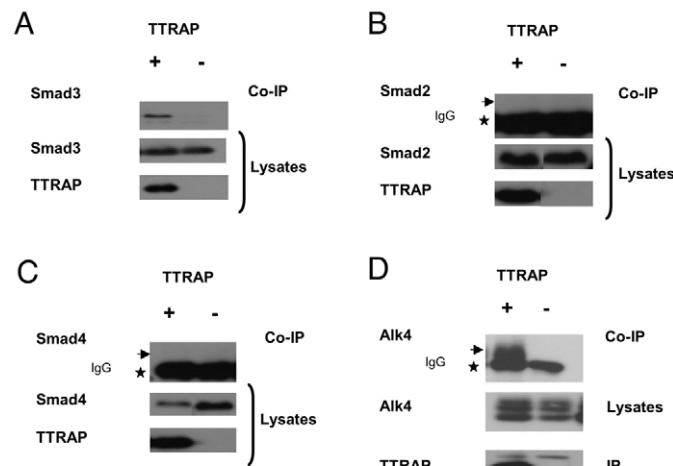 A
TTRAP
+ -
Smad3 Co-IP
Smad3
Lysates
TTRAP
B
TTRAP
+ -
Smad2 Co-IP
IgG
Smad2
Lysates
TTRAP
C
TTRAP
+ -
Smad4 Co-IP
IgG
Smad4
Lysates
TTRAP
D
TTRAP
+ -
Alk4 Co-IP
IgG
Alk4 Lysates
TTRAP IP